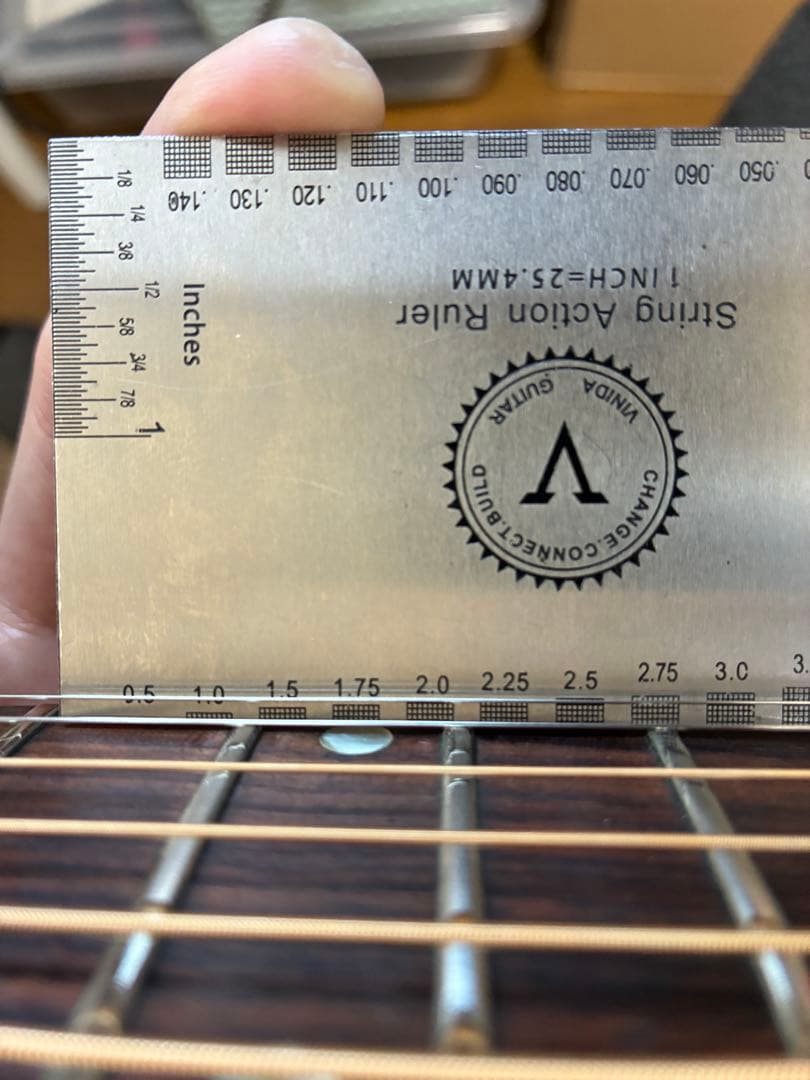 .050 .060 .070 .080 .090 .100 .110 .120 .130 .140
1/8 1/4 3/8 1/2 5/8 3/4 7/8 1
Inches
1 INCH=25.4MM
String Action Ruler
VINIDA GUITAR
V
CHANGE.CONNECT.BUILD
0.5 1.0 1.5 1.75 2.0 2.25 2.5 2.75 3.0